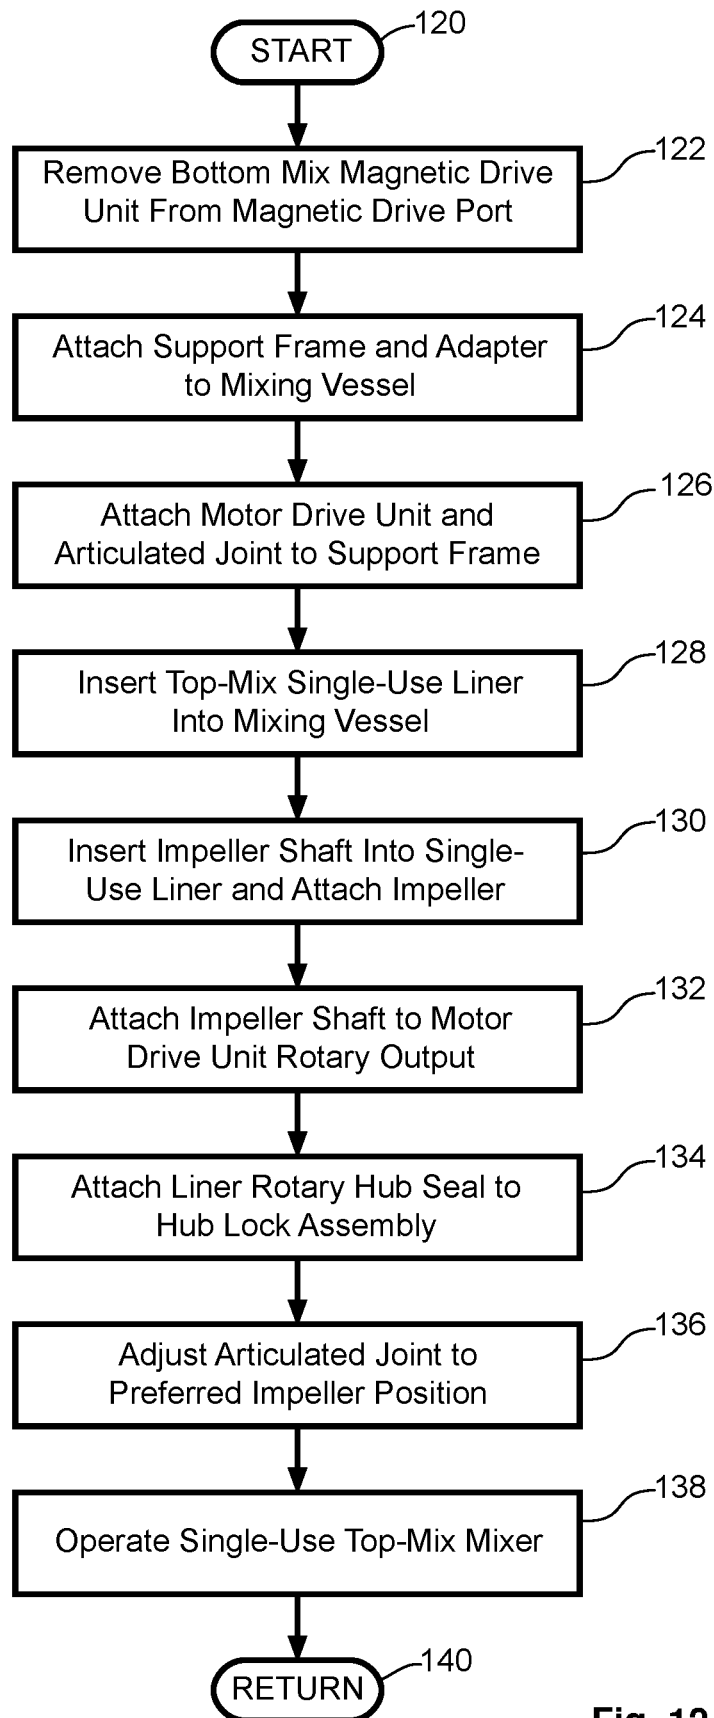 START
120
122
Remove Bottom Mix Magnetic Drive
Unit From Magnetic Drive Port
124
Attach Support Frame and Adapter
to Mixing Vessel
126
Attach Motor Drive Unit and
Articulated Joint to Support Frame
128
Insert Top-Mix Single-Use Liner
Into Mixing Vessel
130
Insert Impeller Shaft Into Single-
Use Liner and Attach Impeller
132
Attach Impeller Shaft to Motor
Drive Unit Rotary Output
134
Attach Liner Rotary Hub Seal to
Hub Lock Assembly
136
Adjust Articulated Joint to
Preferred Impeller Position
138
Operate Single-Use Top-Mix Mixer
140
RETURN
Fig.